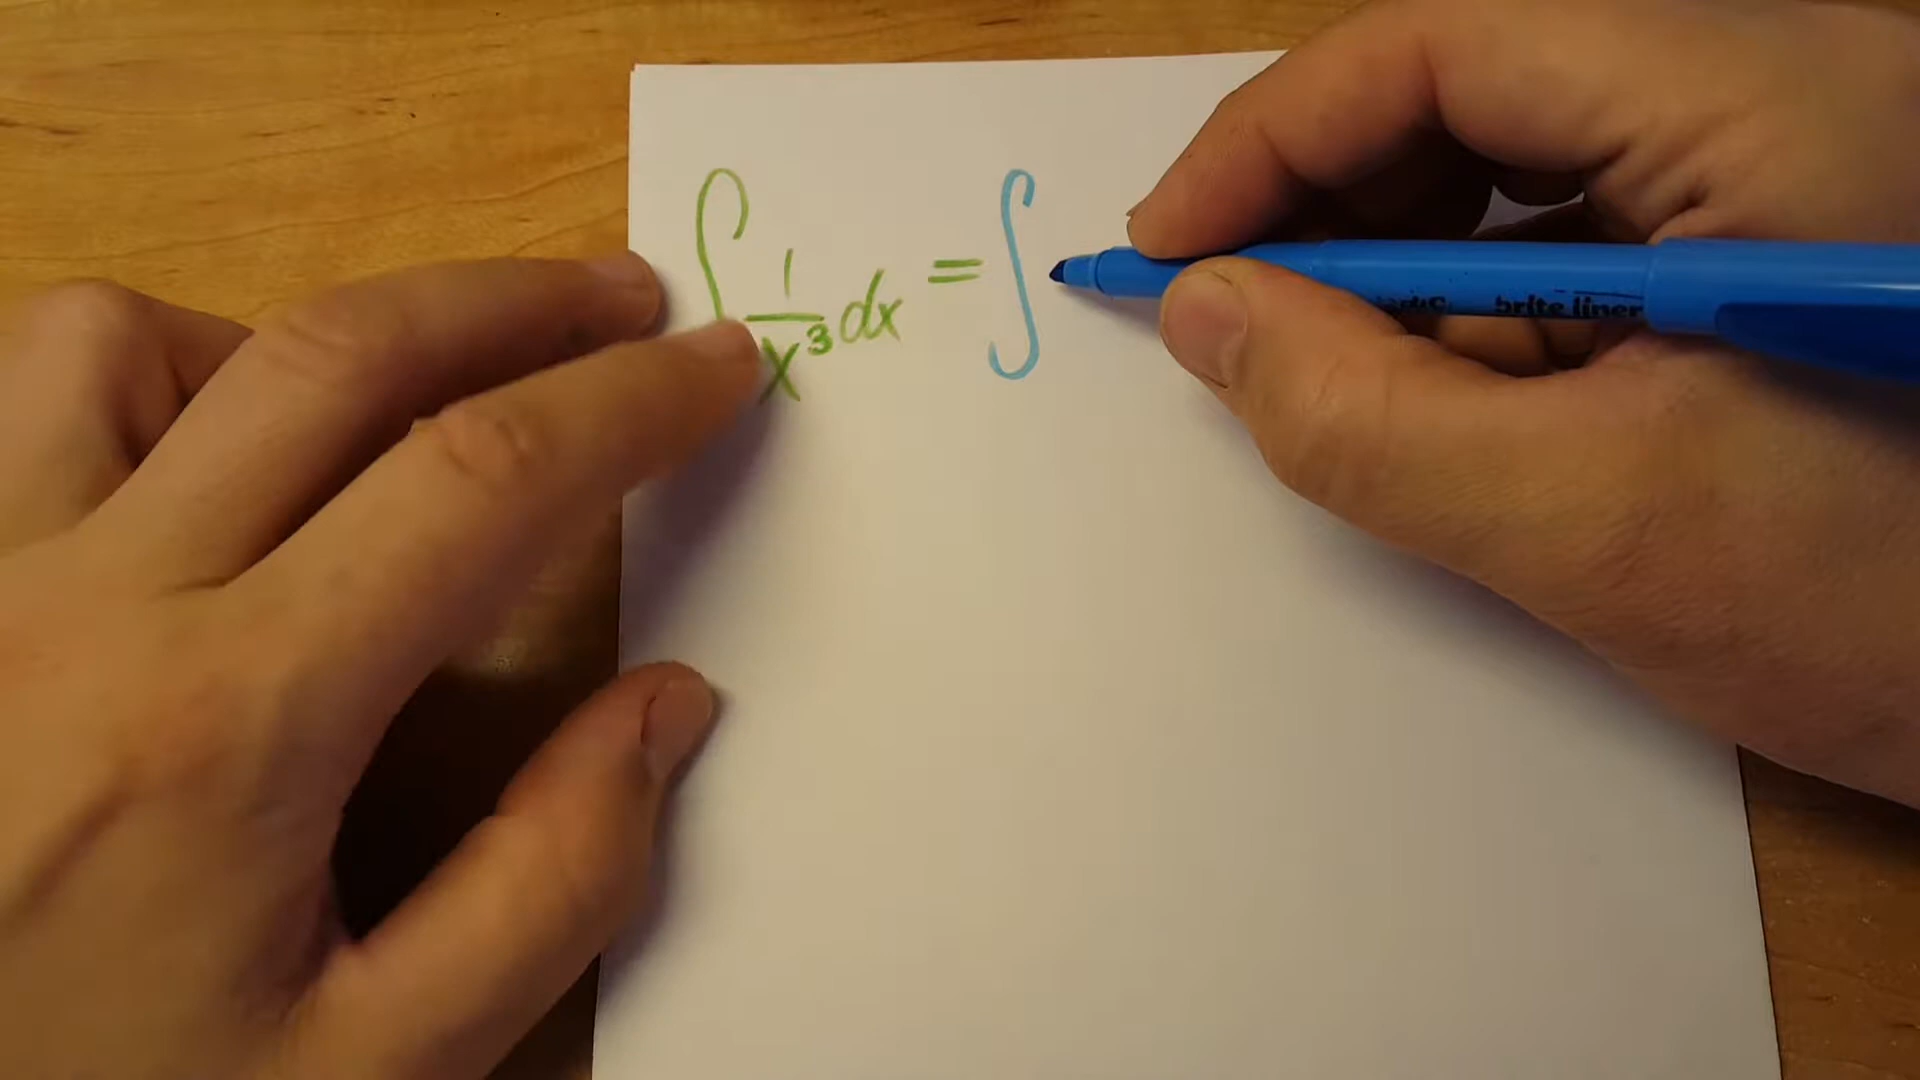 ∫ 1/x³ dx = ∫
brite liner